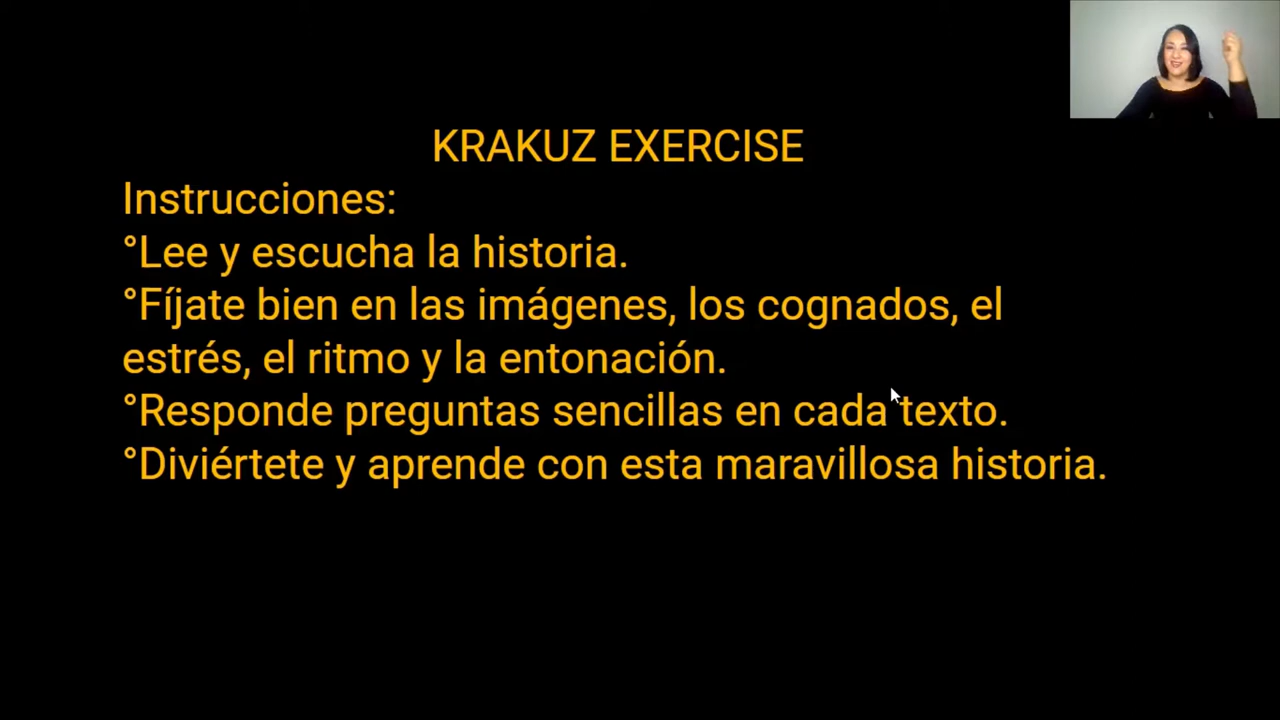 KRAKUZ EXERCISE
Instrucciones:
°Lee y escucha la historia.
°Fíjate bien en las imágenes, los cognados, el
estrés, el ritmo y la entonación.
°Responde preguntas sencillas en cada texto.
°Diviértete y aprende con esta maravillosa historia.